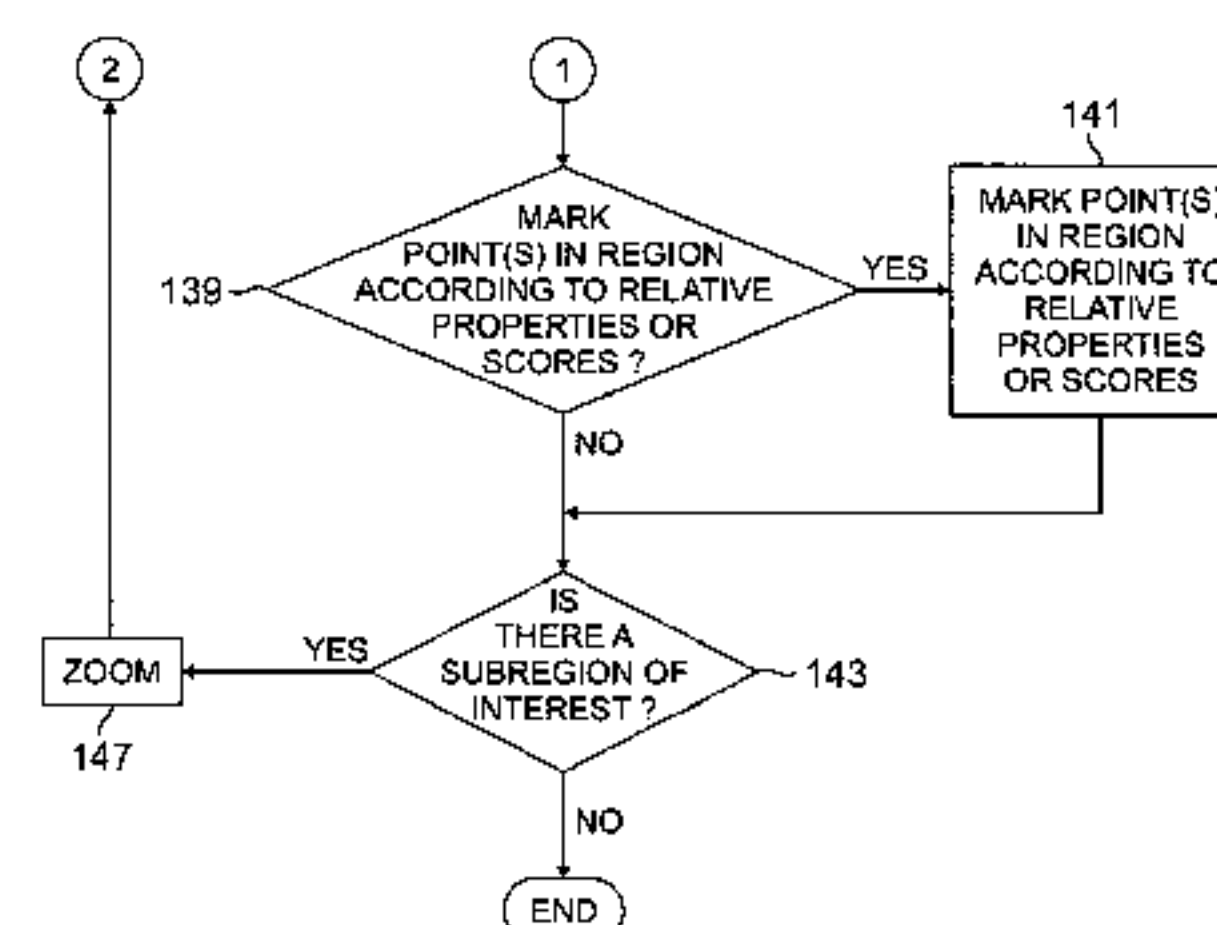 2
1
141
MARK
POINT(S) IN REGION
ACCORDING TO RELATIVE
PROPERTIES OR
SCORES ?
139
YES
MARK POINT(S)
IN REGION
ACCORDING TO
RELATIVE
PROPERTIES
OR SCORES
NO
IS
THERE A
SUBREGION OF
INTEREST ?
YES
ZOOM
143
147
NO
END